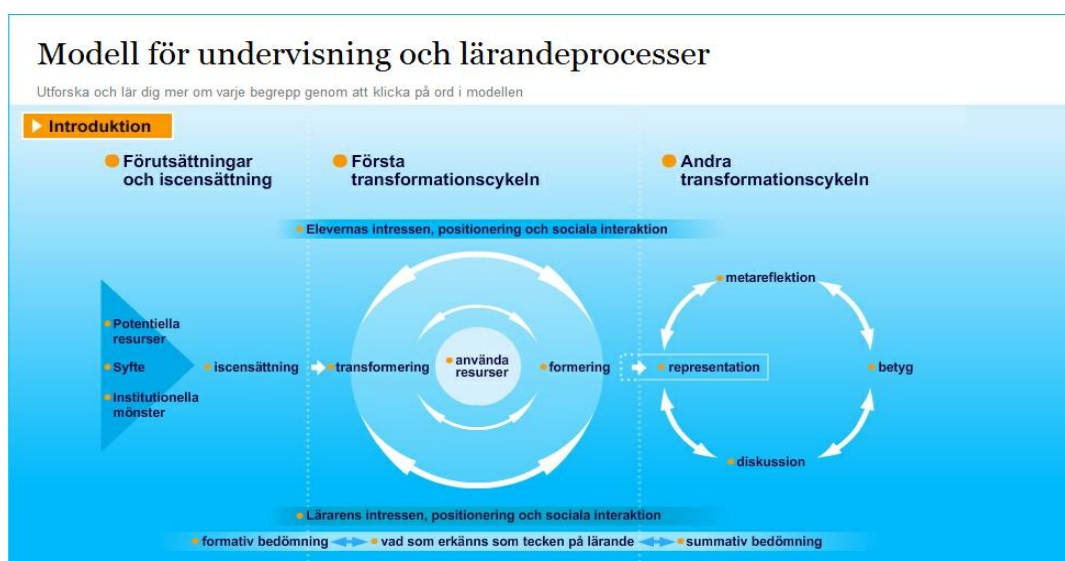 Modell för undervisning och lärandeprocesser
Utforska och lär dig mer om varje begrepp genom att klicka på ord i modellen
Introduktion
Förutsättningar
och iscensättning
Första
transformationscykeln
Andra
transformationscykeln
Elevernas intressen, positionering och sociala interaktion
Potentiella
resurser
Syfte
Institutionella
mönster
iscensättning
transformering
använda
resurser
formering
metareflektion
representation
betyg
diskussion
Lärarens intressen, positionering och sociala interaktion
formativ bedömning
vad som erkänns som tecken på lärande
summativ bedömning